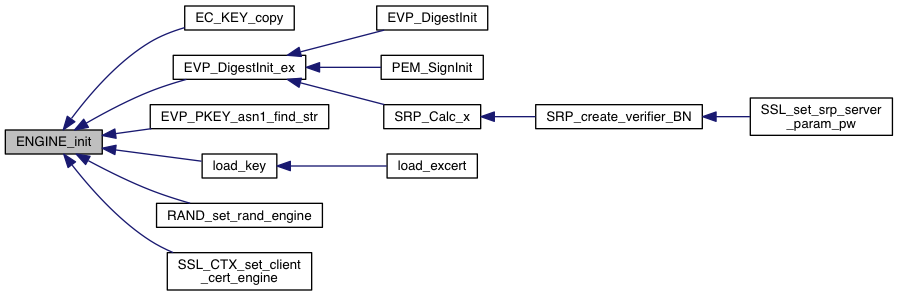 EC_KEY_copy
EVP_DigestInit
EVP_DigestInit_ex
PEM_SignInit
EVP_PKEY_asn1_find_str
SRP_Calc_x
SRP_create_verifier_BN
SSL_set_srp_server
_param_pw
ENGINE_init
load_key
load_excert
RAND_set_rand_engine
SSL_CTX_set_client
_cert_engine